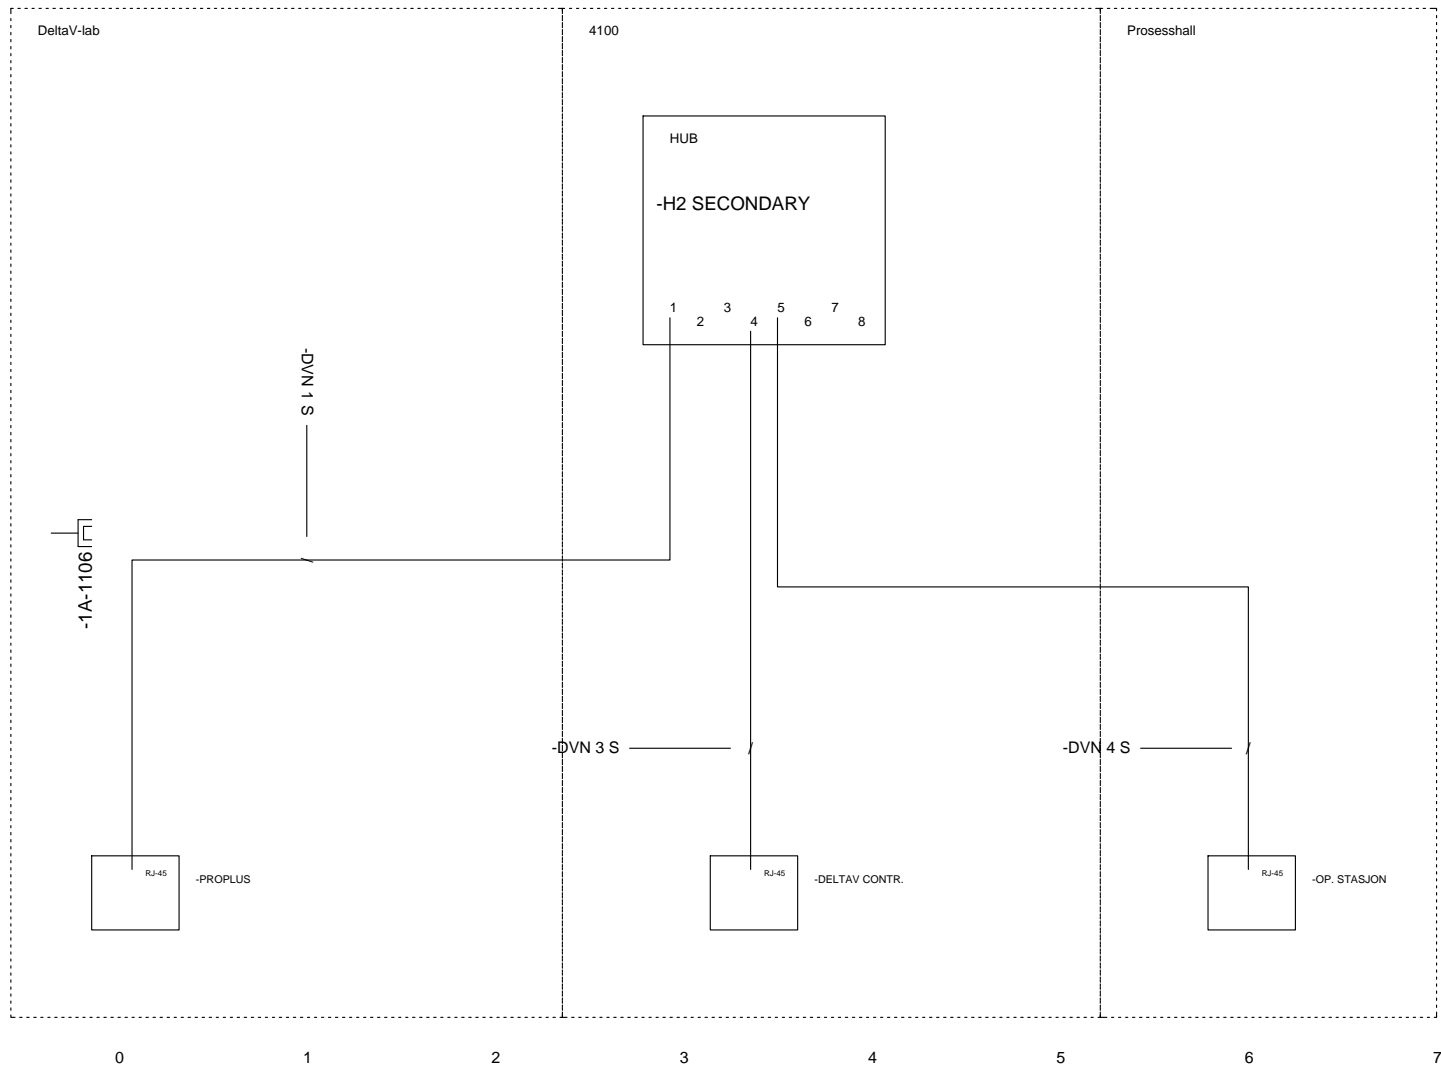 DeltaV-lab
4100
Prosesshall
HUB
-H2 SECONDARY
1 3 5 7
2 4 6 8
-DVN 1 S
-1A-1106
-DVN 3 S
-DVN 4 S
RJ-45
-PROPLUS
RJ-45
-DELTAV CONTR.
RJ-45
-OP. STASJON
0 1 2 3 4 5 6 7